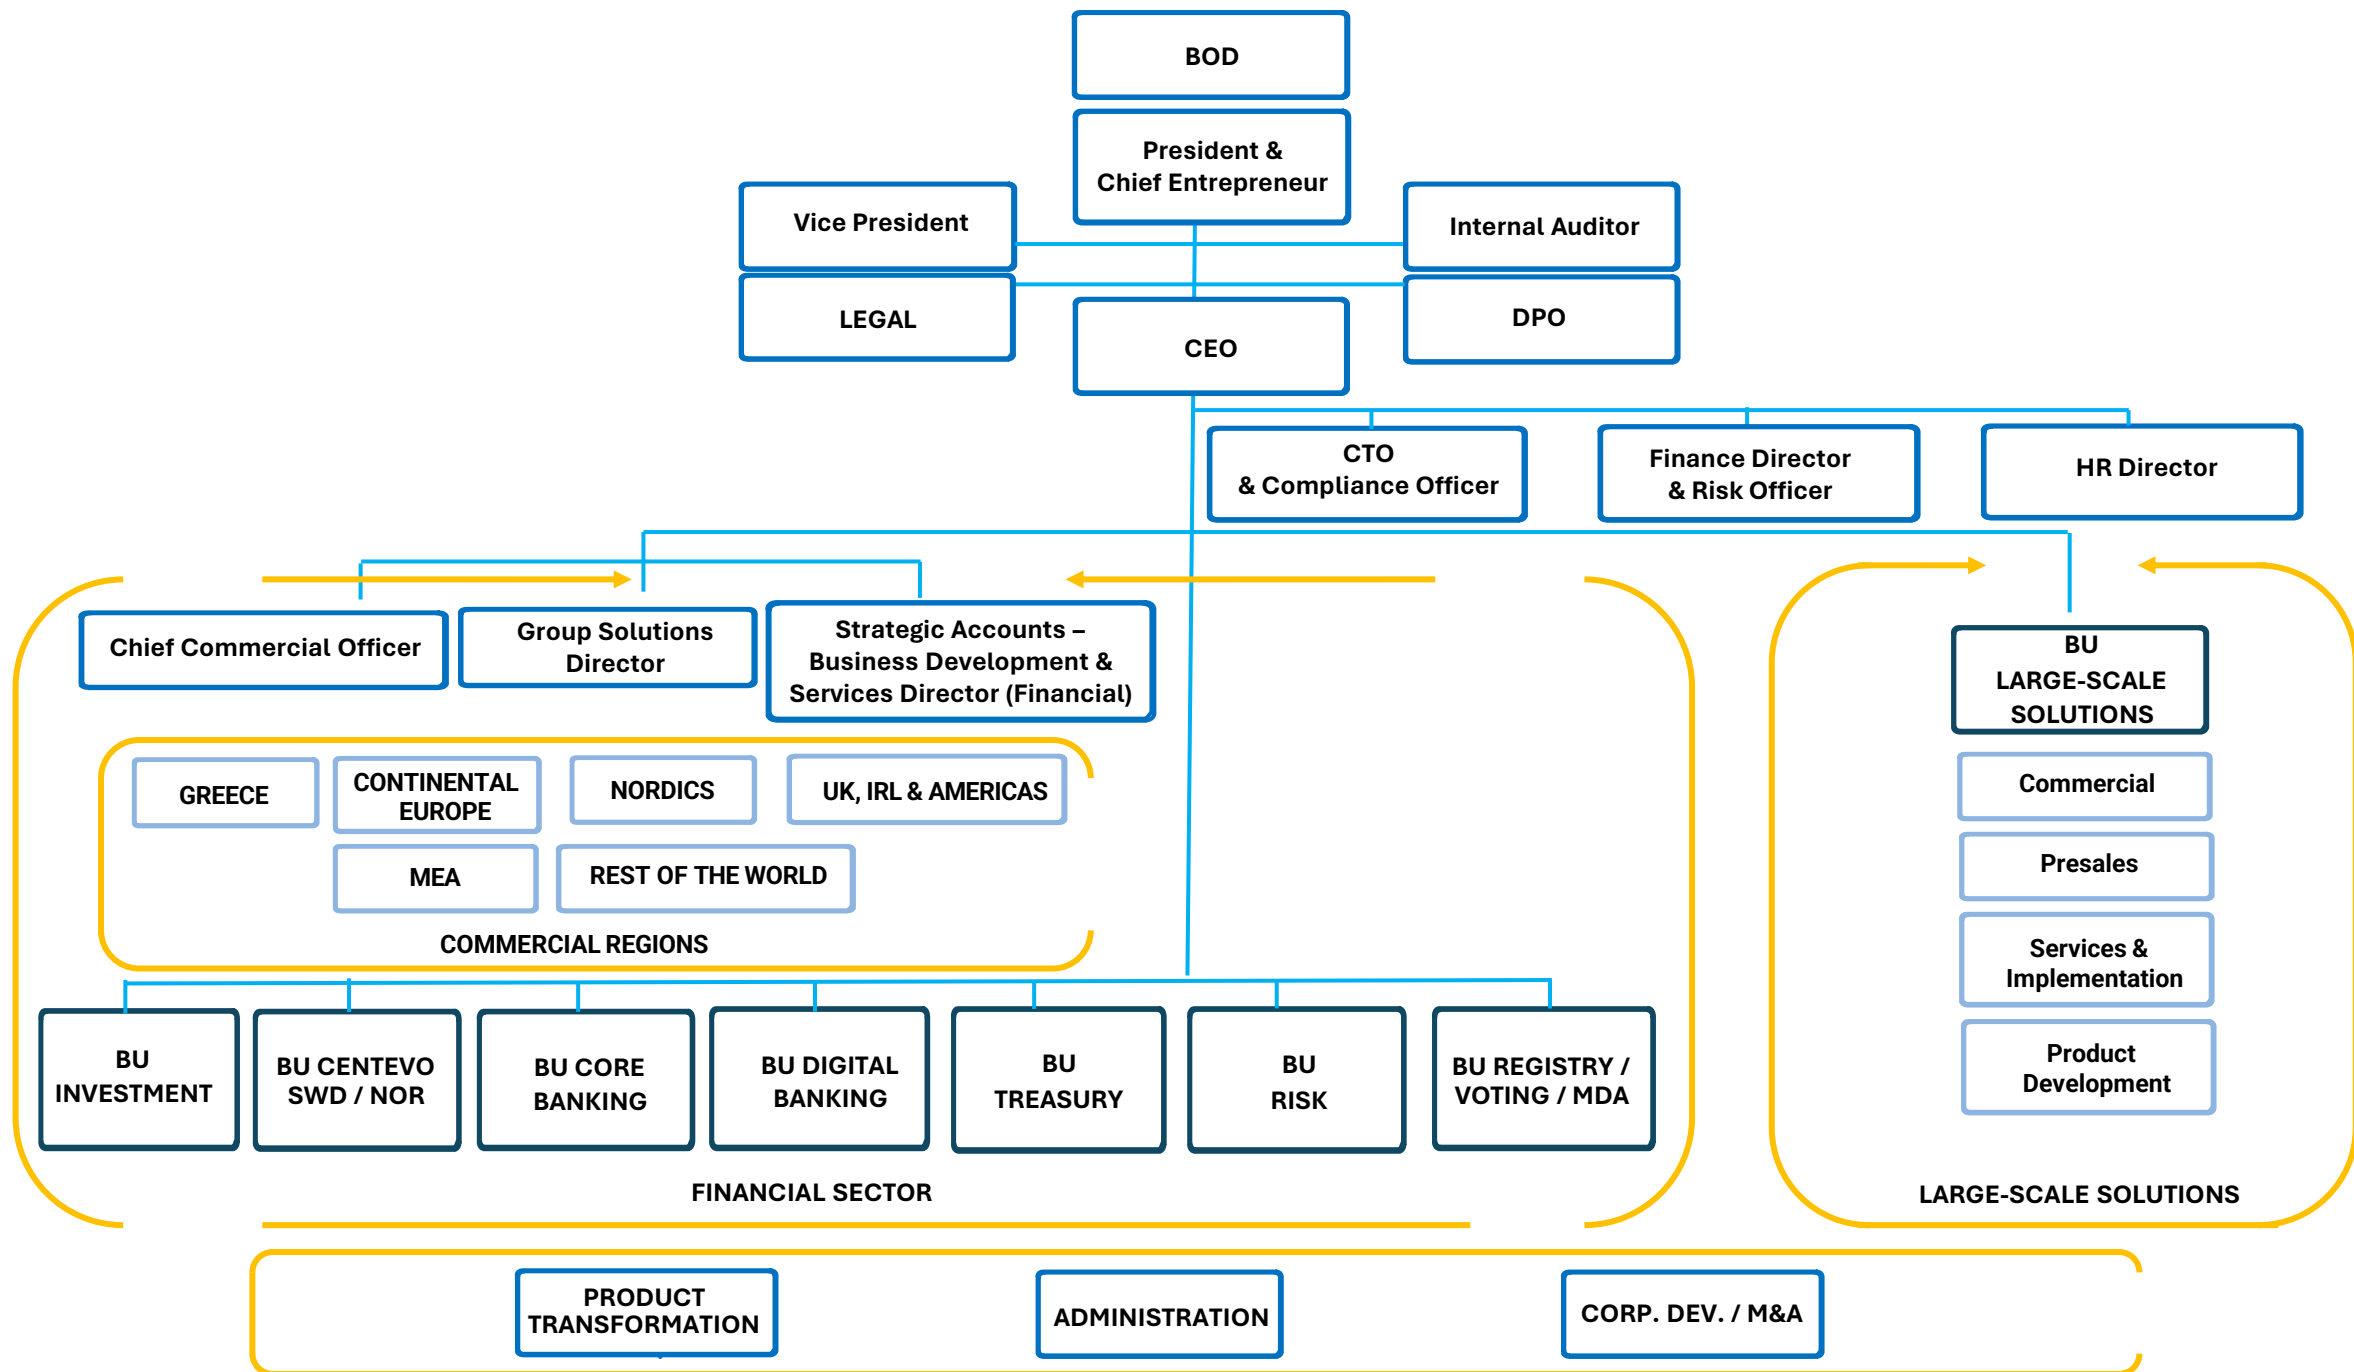 BOD
President &
Chief Entrepreneur
Vice President
Internal Auditor
LEGAL
DPO
CEO
CTO
& Compliance Officer
Finance Director
& Risk Officer
HR Director
Chief Commercial Officer
Group Solutions
Director
Strategic Accounts –
Business Development &
Services Director (Financial)
GREECE
CONTINENTAL
EUROPE
NORDICS
UK, IRL & AMERICAS
MEA
REST OF THE WORLD
COMMERCIAL REGIONS
BU
INVESTMENT
BU CENTEVO
SWD / NOR
BU CORE
BANKING
BU DIGITAL
BANKING
BU
TREASURY
BU
RISK
BU REGISTRY /
VOTING / MDA
FINANCIAL SECTOR
BU
LARGE-SCALE
SOLUTIONS
Commercial
Presales
Services &
Implementation
Product
Development
LARGE-SCALE SOLUTIONS
PRODUCT
TRANSFORMATION
ADMINISTRATION
CORP. DEV. / M&A